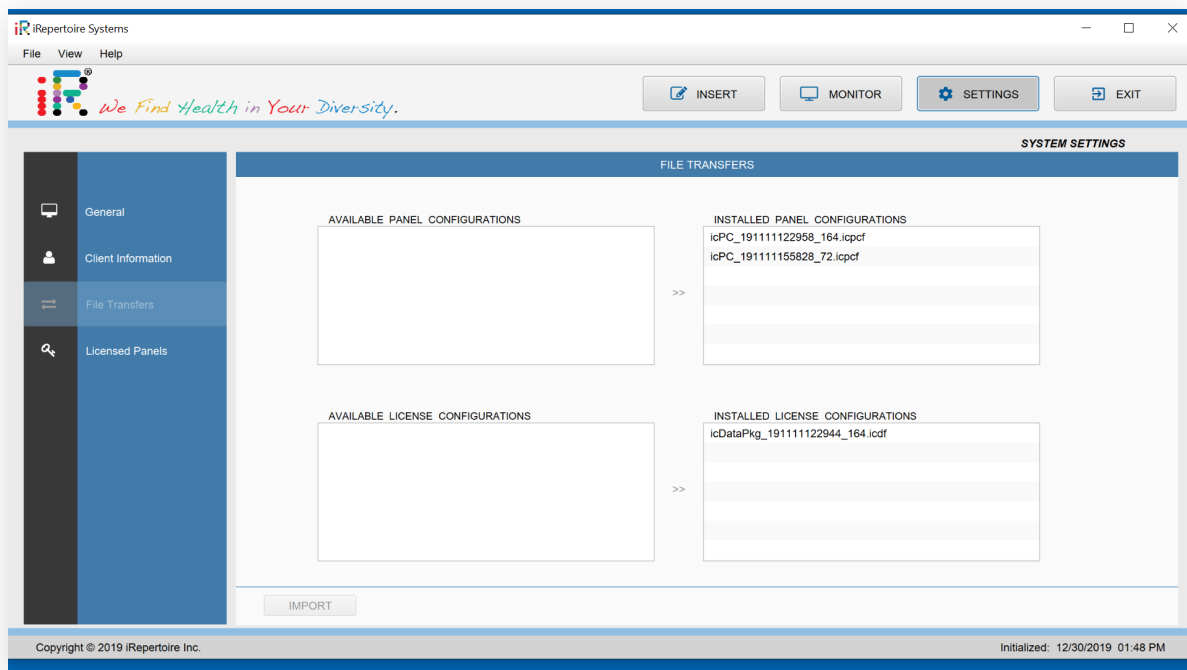 iR iRepertoire Systems
File View Help
iR® We Find Health in Your Diversity.
INSERT MONITOR SETTINGS EXIT
SYSTEM SETTINGS
FILE TRANSFERS
General
Client Information
File Transfers
Licensed Panels
AVAILABLE PANEL CONFIGURATIONS
INSTALLED PANEL CONFIGURATIONS
icPC_191111122958_164.icpcf
icPC_191111155828_72.icpcf
>>
AVAILABLE LICENSE CONFIGURATIONS
INSTALLED LICENSE CONFIGURATIONS
icDataPkg_191111122944_164.icdf
>>
IMPORT
Copyright © 2019 iRepertoire Inc.
Initialized: 12/30/2019 01:48 PM